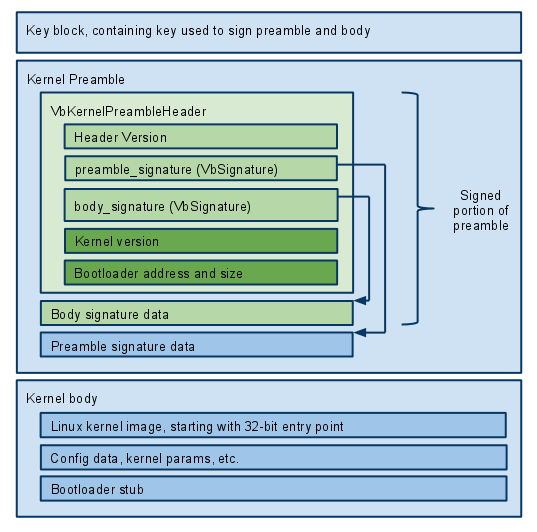 Key block, containing key used to sign preamble and body
Kernel Preamble
VbKernelPreambleHeader
Header Version
preamble_signature (VbSignature)
body_signature (VbSignature)
Kernel version
Bootloader address and size
Body signature data
Preamble signature data
Signed
portion of
preamble
Kernel body
Linux kernel image, starting with 32-bit entry point
Config data, kernel params, etc.
Bootloader stub